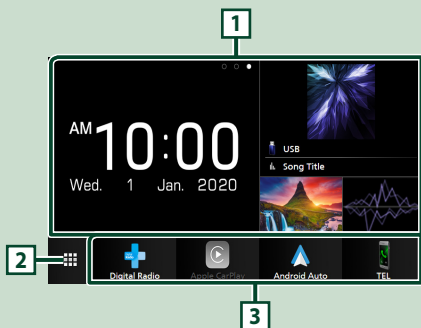 1
AM 10:00
Wed. 1 Jan. 2020
USB
Song Title
2
Digital Radio
Apple CarPlay
Android Auto
TEL
3